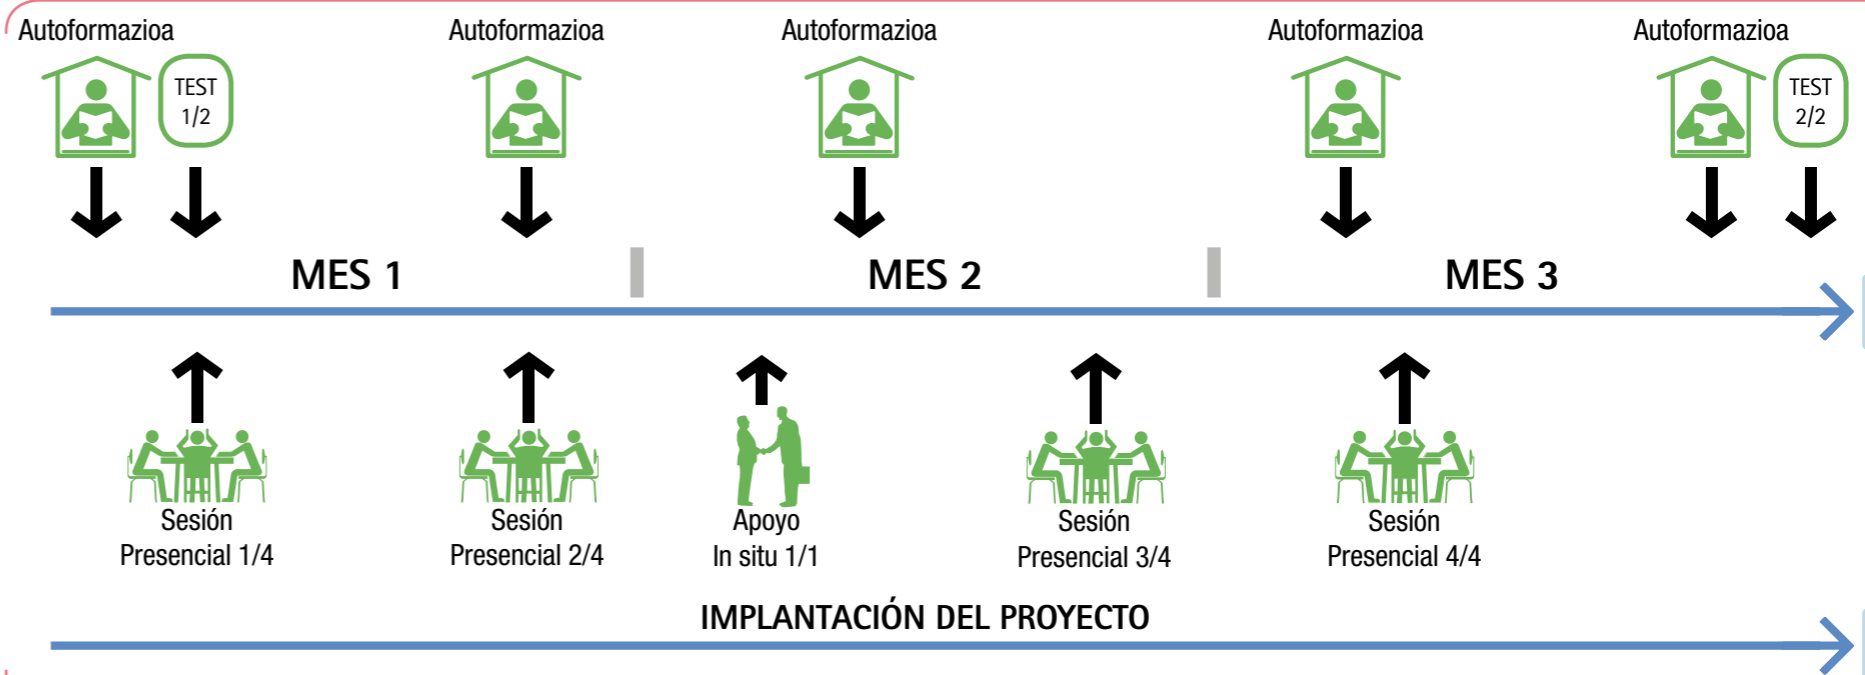 Autoformazioa
Autoformazioa
Autoformazioa
Autoformazioa
Autoformazioa
TEST
1/2
TEST
2/2
MES 1
MES 2
MES 3
Sesión
Presencial 1/4
Sesión
Presencial 2/4
Apoyo
In situ 1/1
Sesión
Presencial 3/4
Sesión
Presencial 4/4
IMPLANTACIÓN DEL PROYECTO